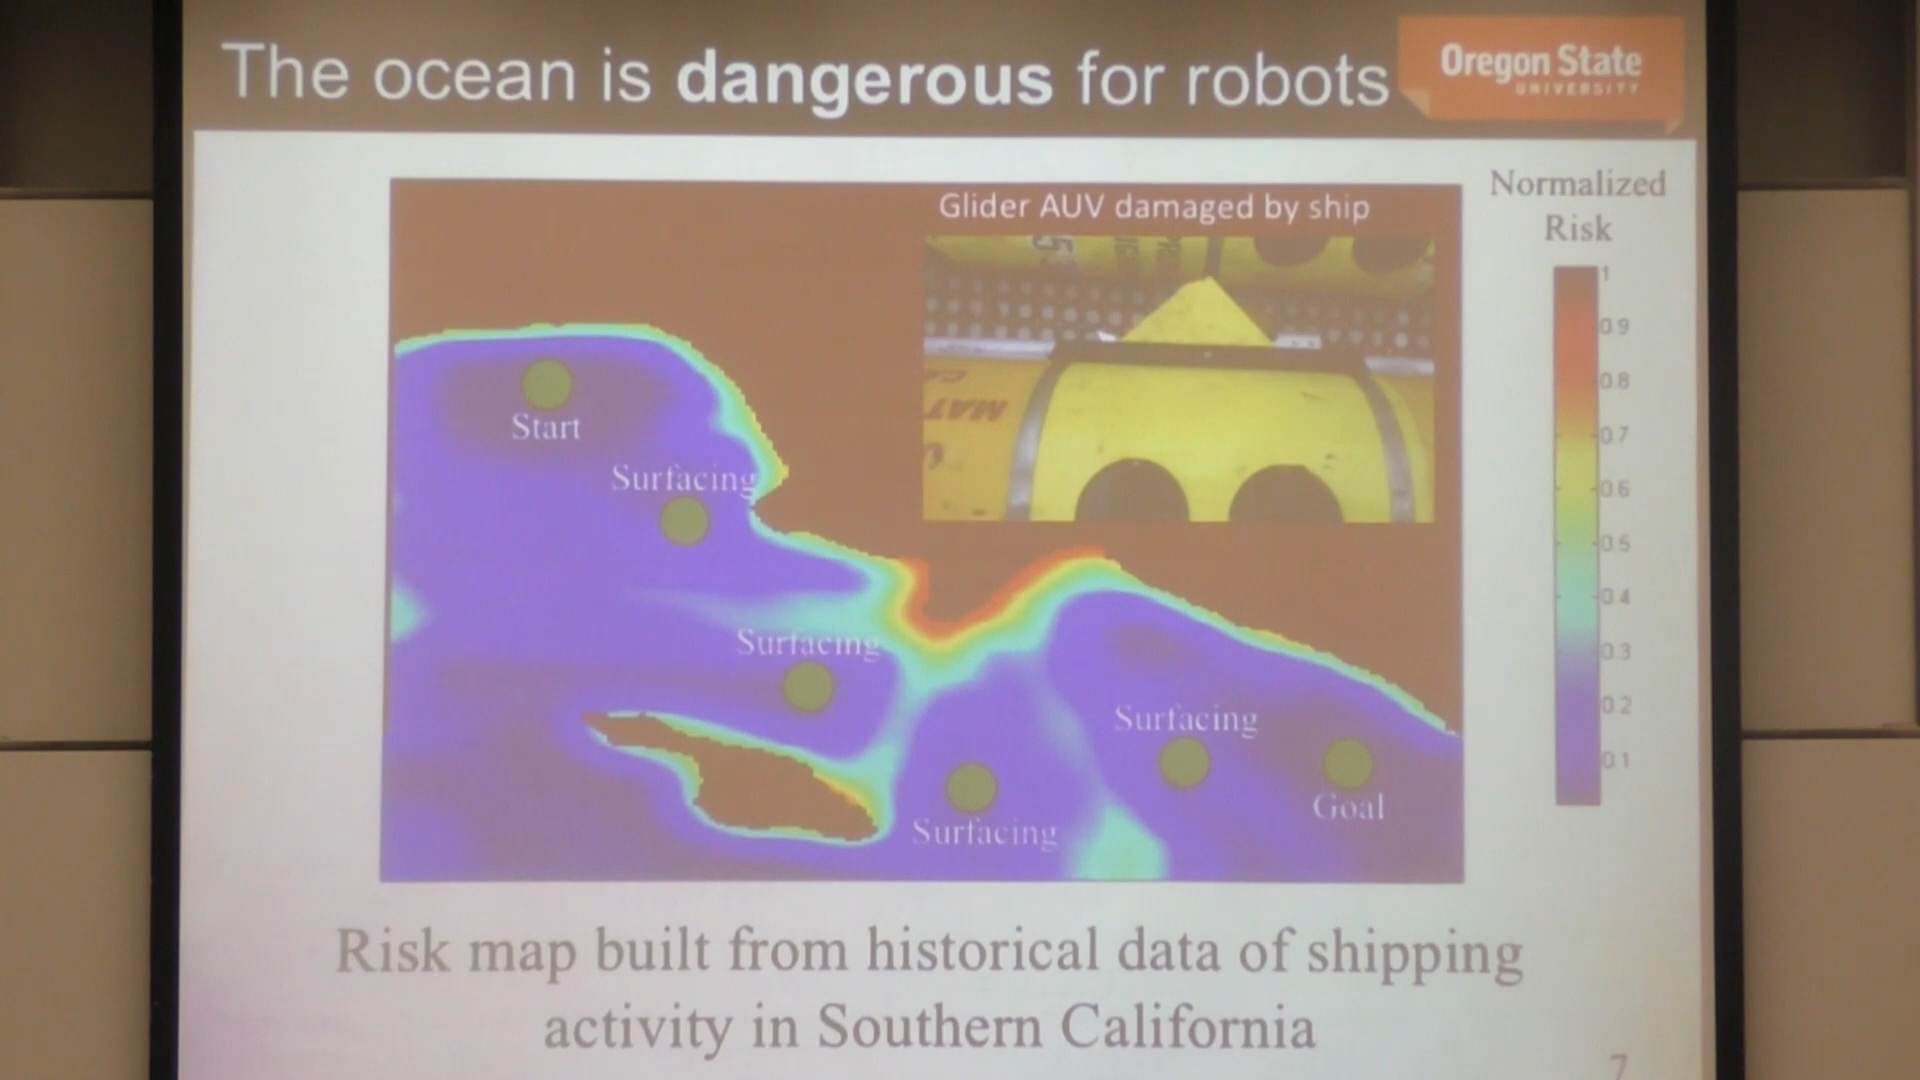 The ocean is dangerous for robots
Oregon State
UNIVERSITY
Normalized
Risk
Glider AUV damaged by ship
1
0.9
0.8
0.7
0.6
0.5
0.4
0.3
0.2
0.1
Start
Surfacing
Surfacing
Surfacing
Goal
Surfacing
Risk map built from historical data of shipping
activity in Southern California
7